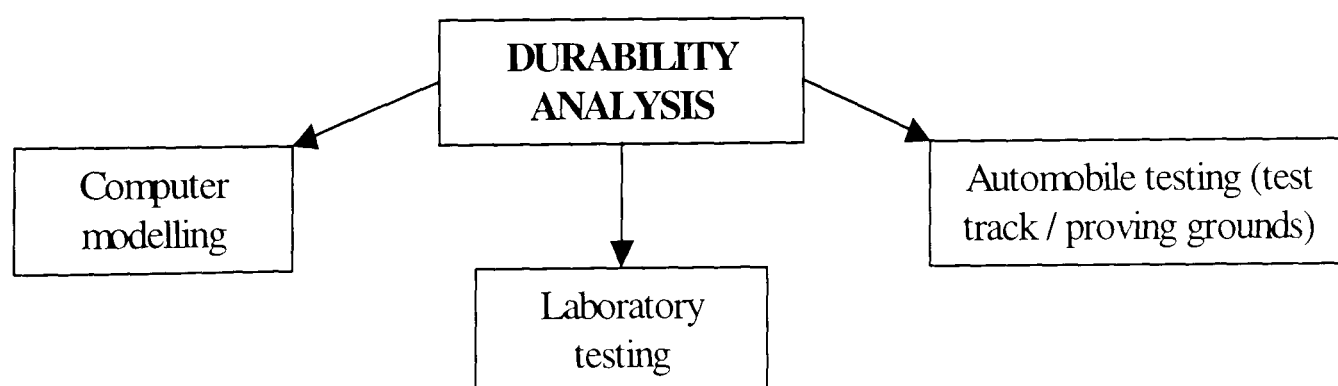 DURABILITY
ANALYSIS
Computer
modelling
Automobile testing (test
track / proving grounds)
Laboratory
testing